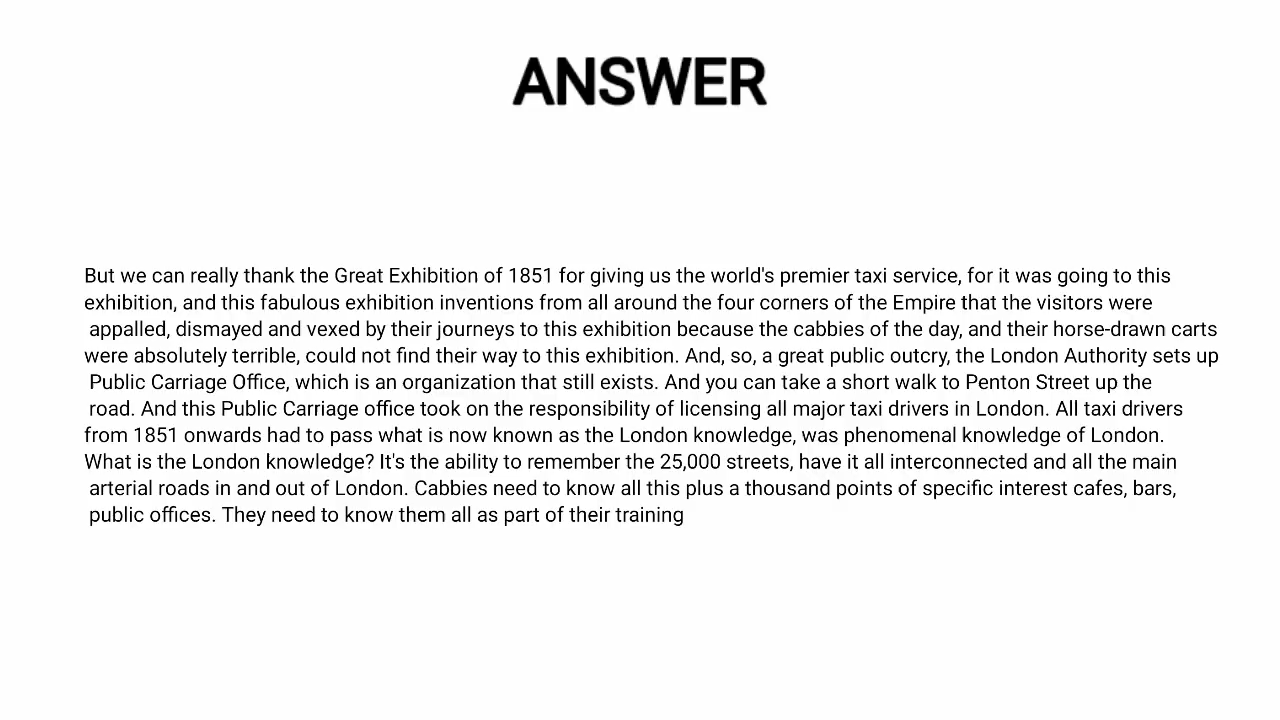 ANSWER
But we can really thank the Great Exhibition of 1851 for giving us the world's premier taxi service, for it was going to this
exhibition, and this fabulous exhibition inventions from all around the four corners of the Empire that the visitors were
appalled, dismayed and vexed by their journeys to this exhibition because the cabbies of the day, and their horse-drawn carts
were absolutely terrible, could not find their way to this exhibition. And, so, a great public outcry, the London Authority sets up
Public Carriage Office, which is an organization that still exists. And you can take a short walk to Penton Street up the
road. And this Public Carriage office took on the responsibility of licensing all major taxi drivers in London. All taxi drivers
from 1851 onwards had to pass what is now known as the London knowledge, was phenomenal knowledge of London.
What is the London knowledge? It's the ability to remember the 25,000 streets, have it all interconnected and all the main
arterial roads in and out of London. Cabbies need to know all this plus a thousand points of specific interest cafes, bars,
public offices. They need to know them all as part of their training